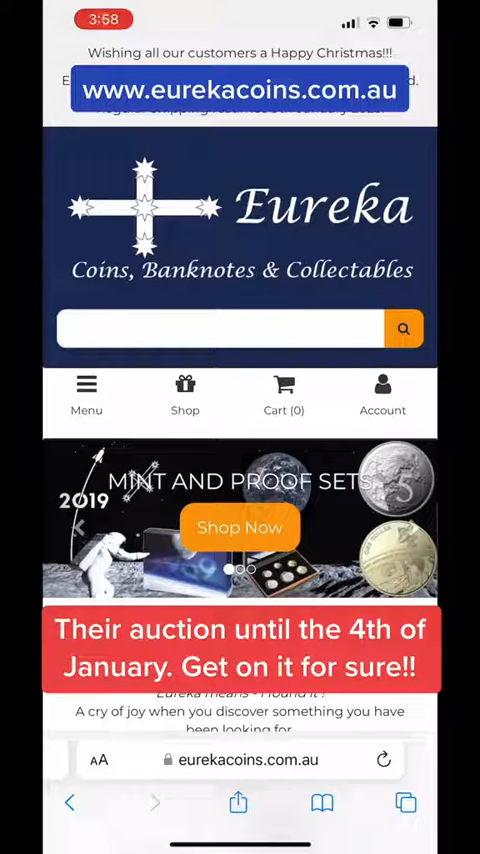 3:58
Wishing all our customers a Happy Christmas!!!
www.eurekacoins.com.au
Eureka
Coins, Banknotes & Collectables
Menu
Shop
Cart (0)
Account
2019
MINT AND PROOF SETS
Shop Now
5
Their auction until the 4th of
January. Get on it for sure!!
Eureka means - I found it !
A cry of joy when you discover something you have
been looking for
AA
eurekacoins.com.au